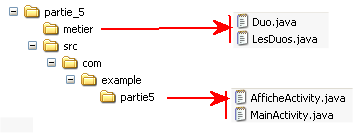 partie_5
metier
src
com
example
partie5
Duo.java
LesDuos.java
AfficheActivity.java
MainActivity.java